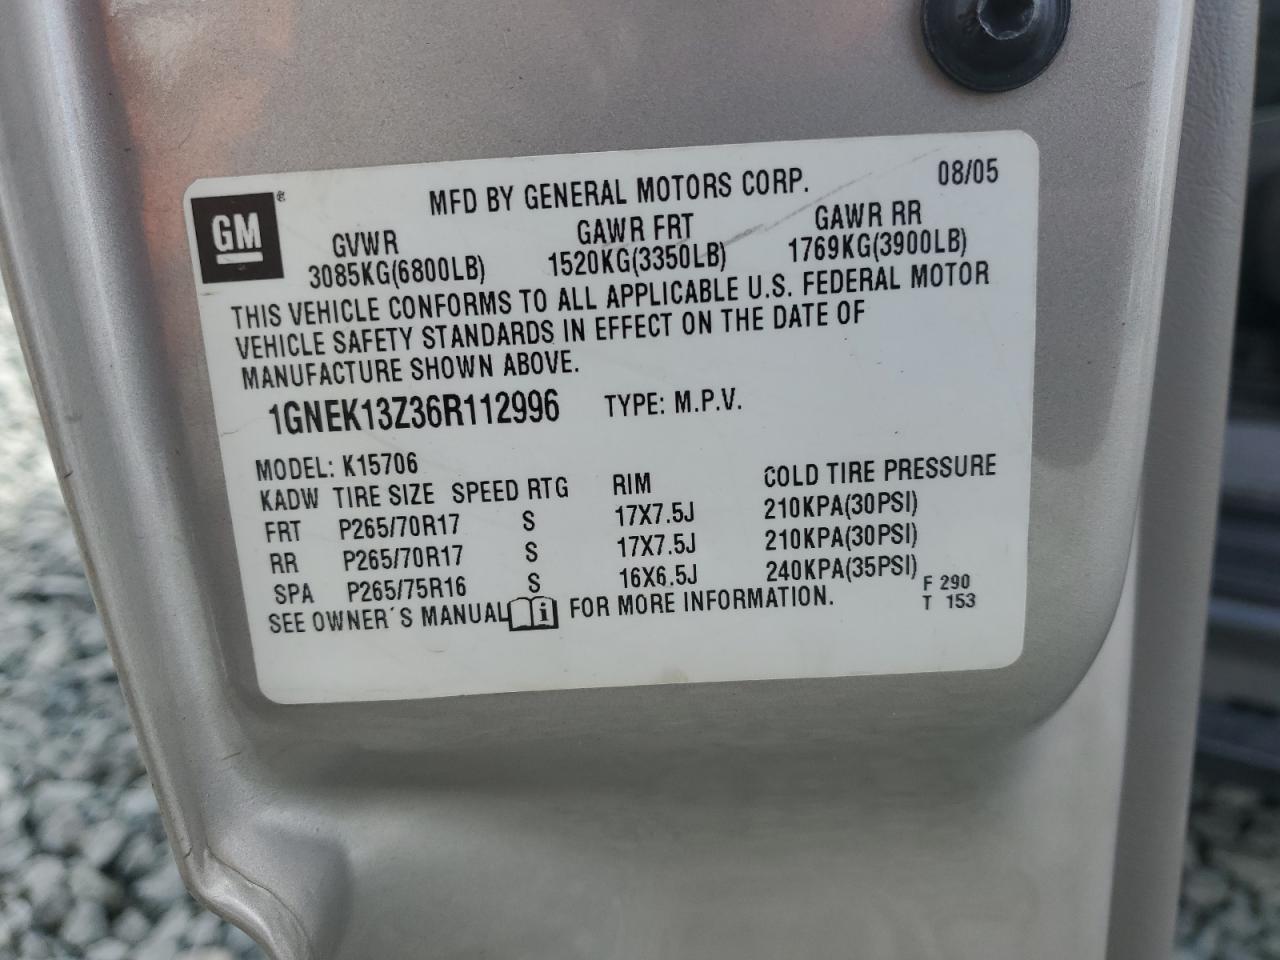 MFD BY GENERAL MOTORS CORP. 08/05
GM ®
GVWR GAWR FRT GAWR RR
3085KG(6800LB) 1520KG(3350LB) 1769KG(3900LB)
THIS VEHICLE CONFORMS TO ALL APPLICABLE U.S. FEDERAL MOTOR
VEHICLE SAFETY STANDARDS IN EFFECT ON THE DATE OF
MANUFACTURE SHOWN ABOVE.
1GNEK13Z36R112996 TYPE: M.P.V.
MODEL: K15706
KADW TIRE SIZE SPEED RTG RIM COLD TIRE PRESSURE
FRT P265/70R17 S 17X7.5J 210KPA(30PSI)
RR P265/70R17 S 17X7.5J 210KPA(30PSI)
SPA P265/75R16 S 16X6.5J 240KPA(35PSI)
SEE OWNER´S MANUAL i FOR MORE INFORMATION.
F 290
T 153